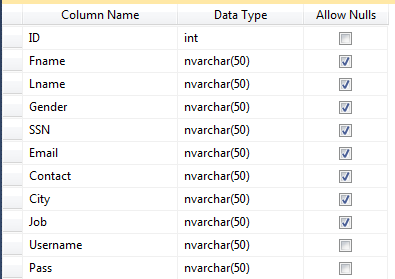 Column Name Data Type Allow Nulls
ID int
Fname nvarchar(50)
Lname nvarchar(50)
Gender nvarchar(50)
SSN nvarchar(50)
Email nvarchar(50)
Contact nvarchar(50)
City nvarchar(50)
Job nvarchar(50)
Username nvarchar(50)
Pass nvarchar(50)